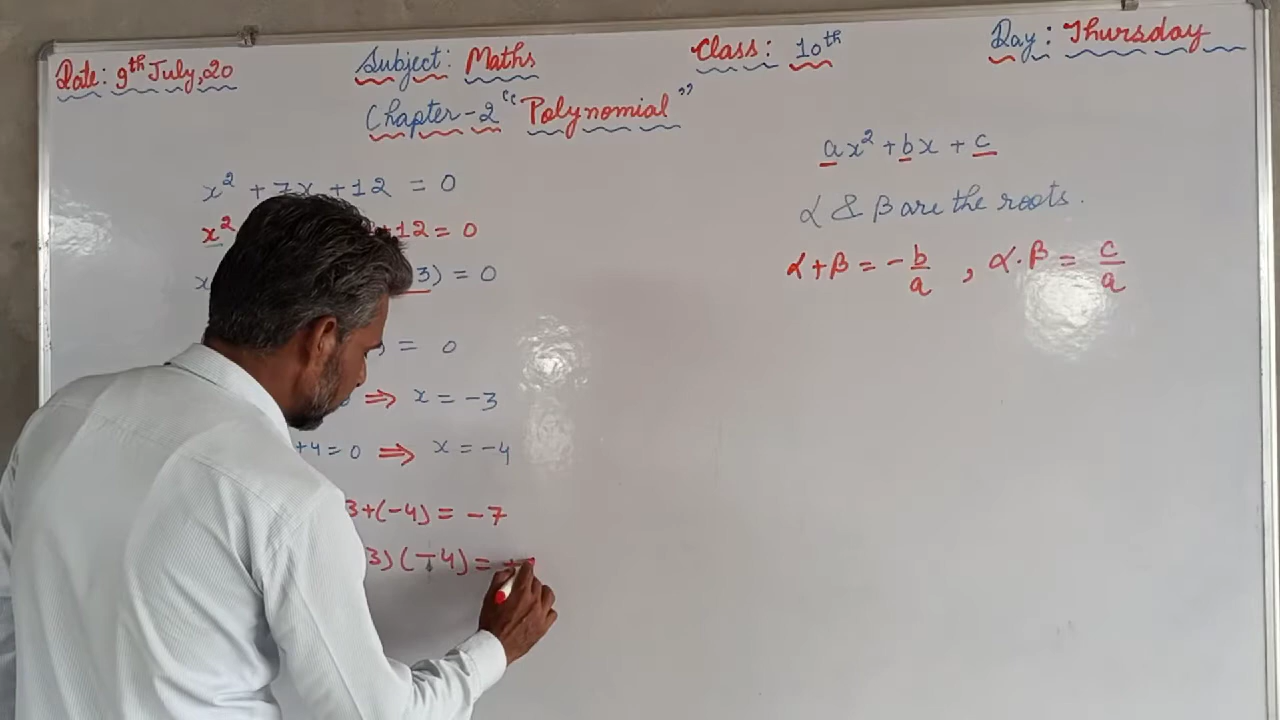 Date: 9th July, 20
Subject: Maths
Class: 10th
Day: Thursday
Chapter-2 "Polynomial"
x² + 7x + 12 = 0
x² +12 = 0
x 3) = 0
) = 0
⇒ x = -3
+4 = 0 ⇒ x = -4
3+(-4) = -7
3) (-4) = +
ax² + bx + c
α & β are the roots.
α+β = -b/a , α·β = c/a